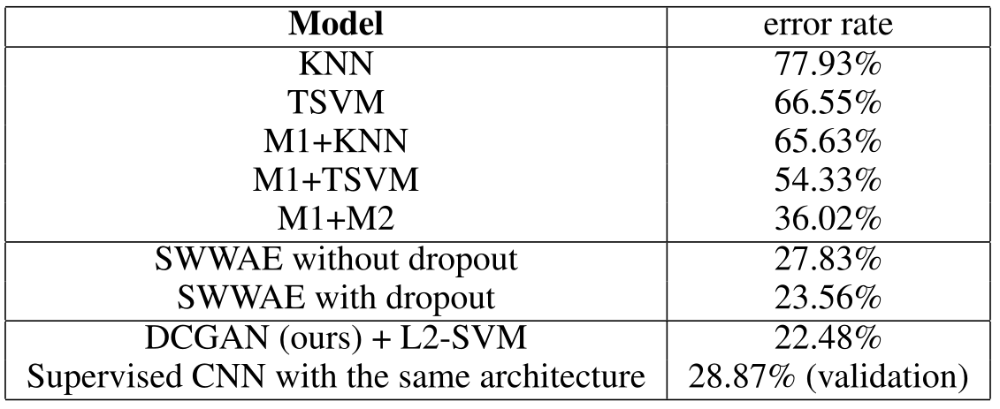 Model error rate
KNN 77.93%
TSVM 66.55%
M1+KNN 65.63%
M1+TSVM 54.33%
M1+M2 36.02%
SWWAE without dropout 27.83%
SWWAE with dropout 23.56%
DCGAN (ours) + L2-SVM 22.48%
Supervised CNN with the same architecture 28.87% (validation)